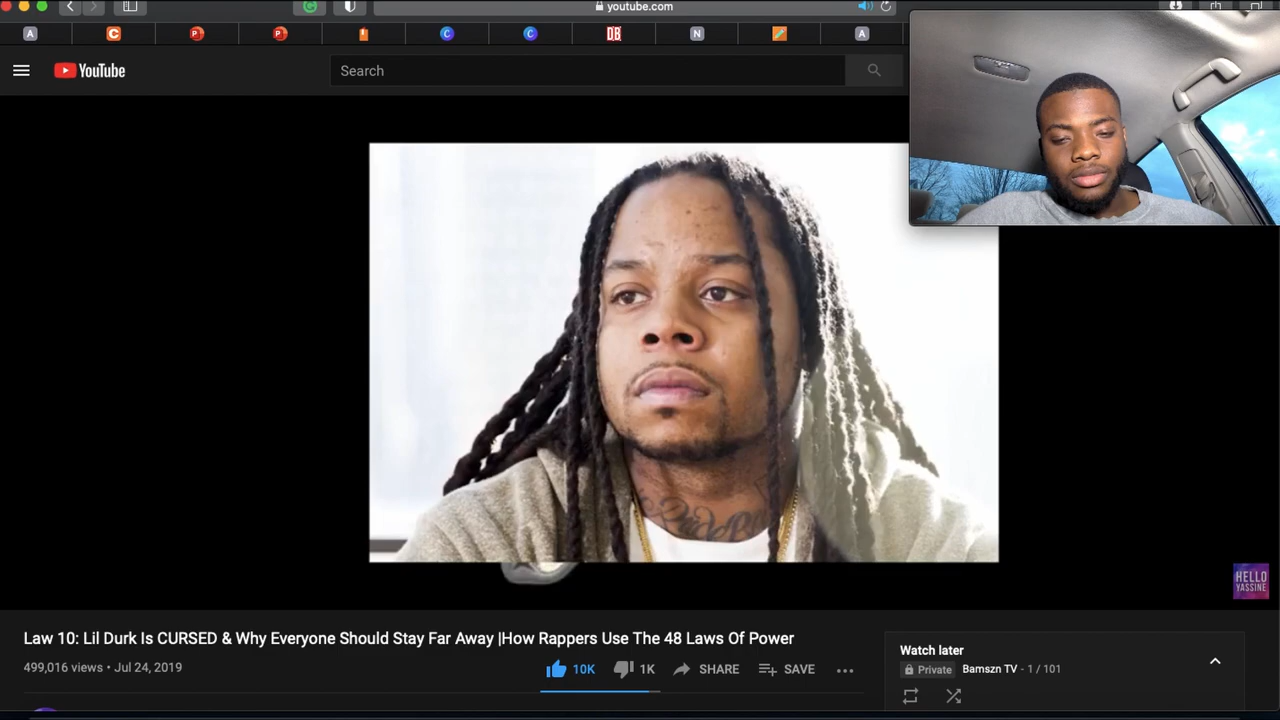 youtube.com
A
C
P
P
C
C
DB
N
A
YouTube
Search
HELLO
YASSINE
Law 10: Lil Durk Is CURSED & Why Everyone Should Stay Far Away |How Rappers Use The 48 Laws Of Power
499,016 views • Jul 24, 2019
10K
1K
SHARE
SAVE
Watch later
Private
Bamszn TV - 1 / 101